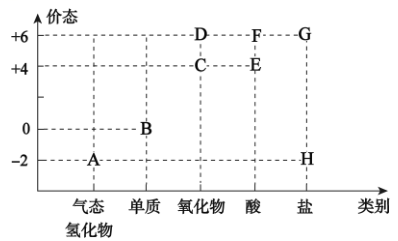 价态
+6 D F G
+4 C E
0 B
-2 A H
气态 单质 氧化物 酸 盐 类别
氢化物